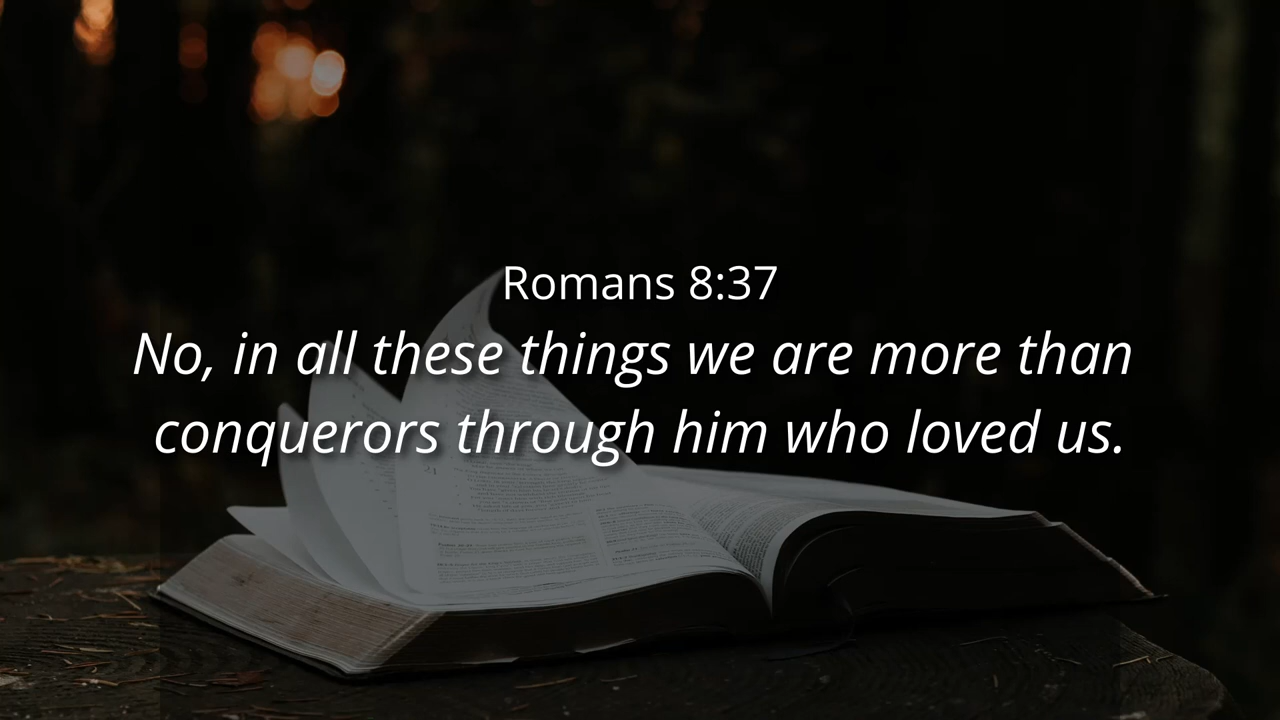 Romans 8:37
No, in all these things we are more than
conquerors through him who loved us.